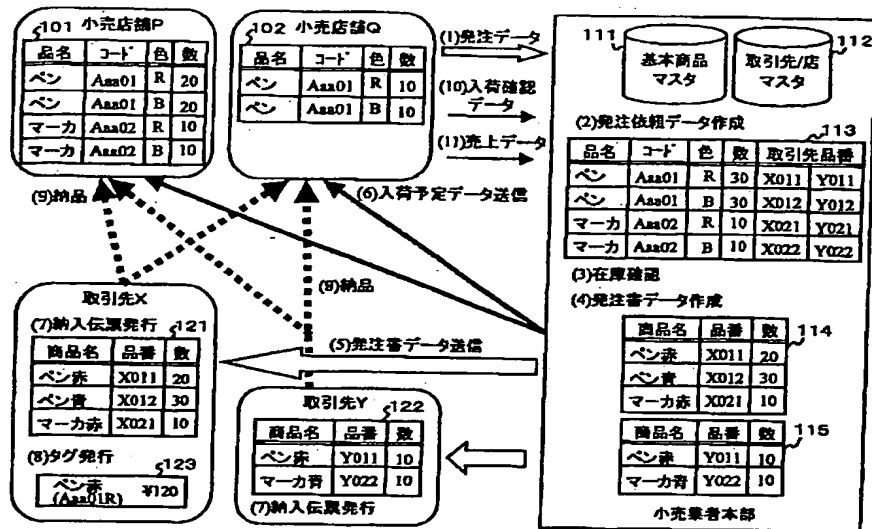 101 小売店舗P
品名 コード 色 数
ペン Aaa01 R 20
ペン Aaa01 B 20
マーカ Aaa02 R 10
マーカ Aaa02 B 10
102 小売店舗Q
品名 コード 色 数
ペン Aaa01 R 10
ペン Aaa01 B 10
(1)発注データ
(10)入荷確認
データ
(11)売上データ
111
基本商品
マスタ
112
取引先/店
マスタ
(2)発注依頼データ作成
113
品名 コード 色 数 取引先品番
ペン Aaa01 R 30 X011 Y011
ペン Aaa01 B 30 X012 Y012
マーカ Aaa02 R 10 X021 Y021
マーカ Aaa02 B 10 X022 Y022
(3)在庫確認
(4)発注書データ作成
114
商品名 品番 数
ペン赤 X011 20
ペン青 X012 30
マーカ赤 X021 10
115
商品名 品番 数
ペン赤 Y011 10
マーカ青 Y022 10
小売業者本部
(9)納品
(6)入荷予定データ送信
(9)納品
(5)発注書データ送信
取引先X
(7)納入伝票発行 121
商品名 品番 数
ペン赤 X011 20
ペン青 X012 30
マーカ赤 X021 10
(8)タグ発行 123
ペン赤
(Aaa01R) ¥120
取引先Y
122
商品名 品番 数
ペン赤 Y011 10
マーカ青 Y022 10
(7)納入伝票発行